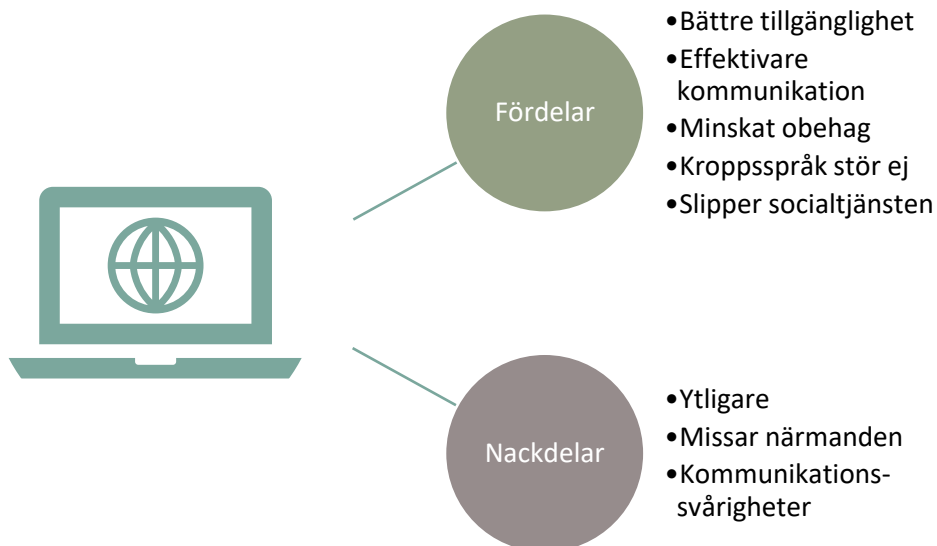 Fördelar
•Bättre tillgänglighet
•Effektivare
kommunikation
•Minskat obehag
•Kroppsspråk stör ej
•Slipper socialtjänsten
Nackdelar
•Ytligare
•Missar närmanden
•Kommunikations-
svårigheter